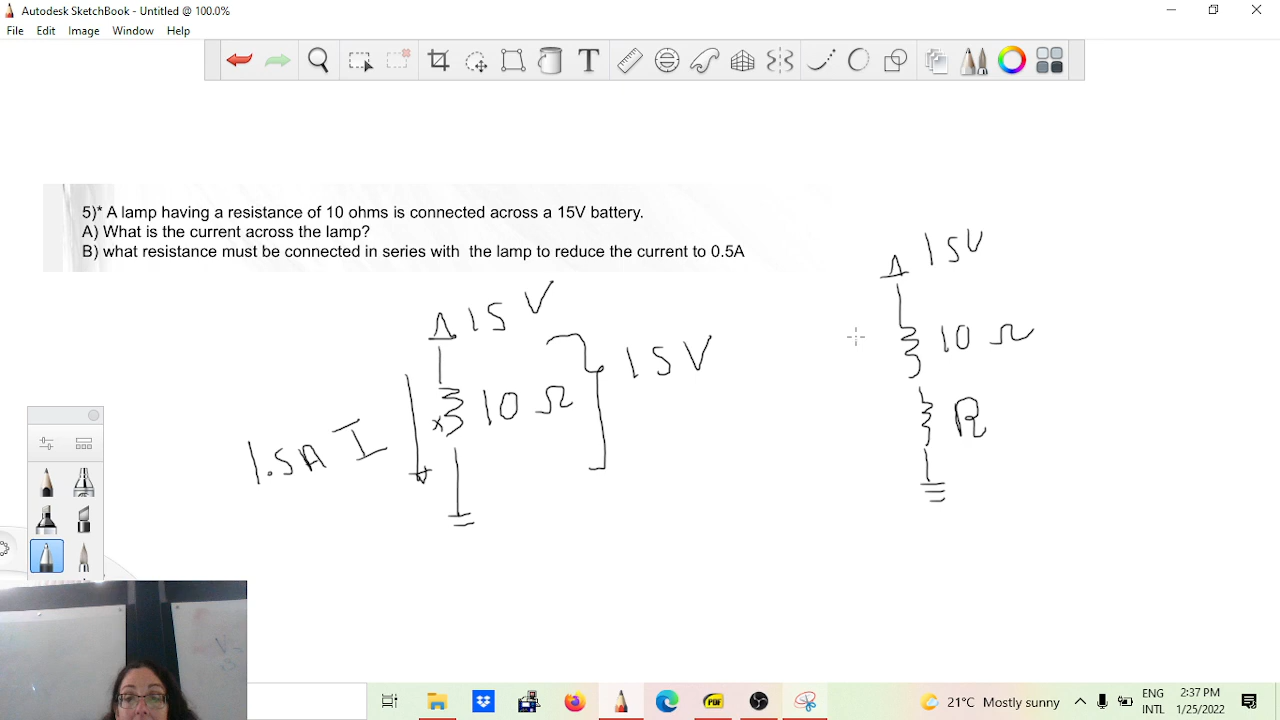 Autodesk SketchBook - Untitled @ 100.0%
File Edit Image Window Help
5)* A lamp having a resistance of 10 ohms is connected across a 15V battery.
A) What is the current across the lamp?
B) what resistance must be connected in series with the lamp to reduce the current to 0.5A
15V
10 Ω
15V
1.5A I
15V
10 Ω
R
PDF
21°C Mostly sunny
ENG
INTL
2:37 PM
1/25/2022